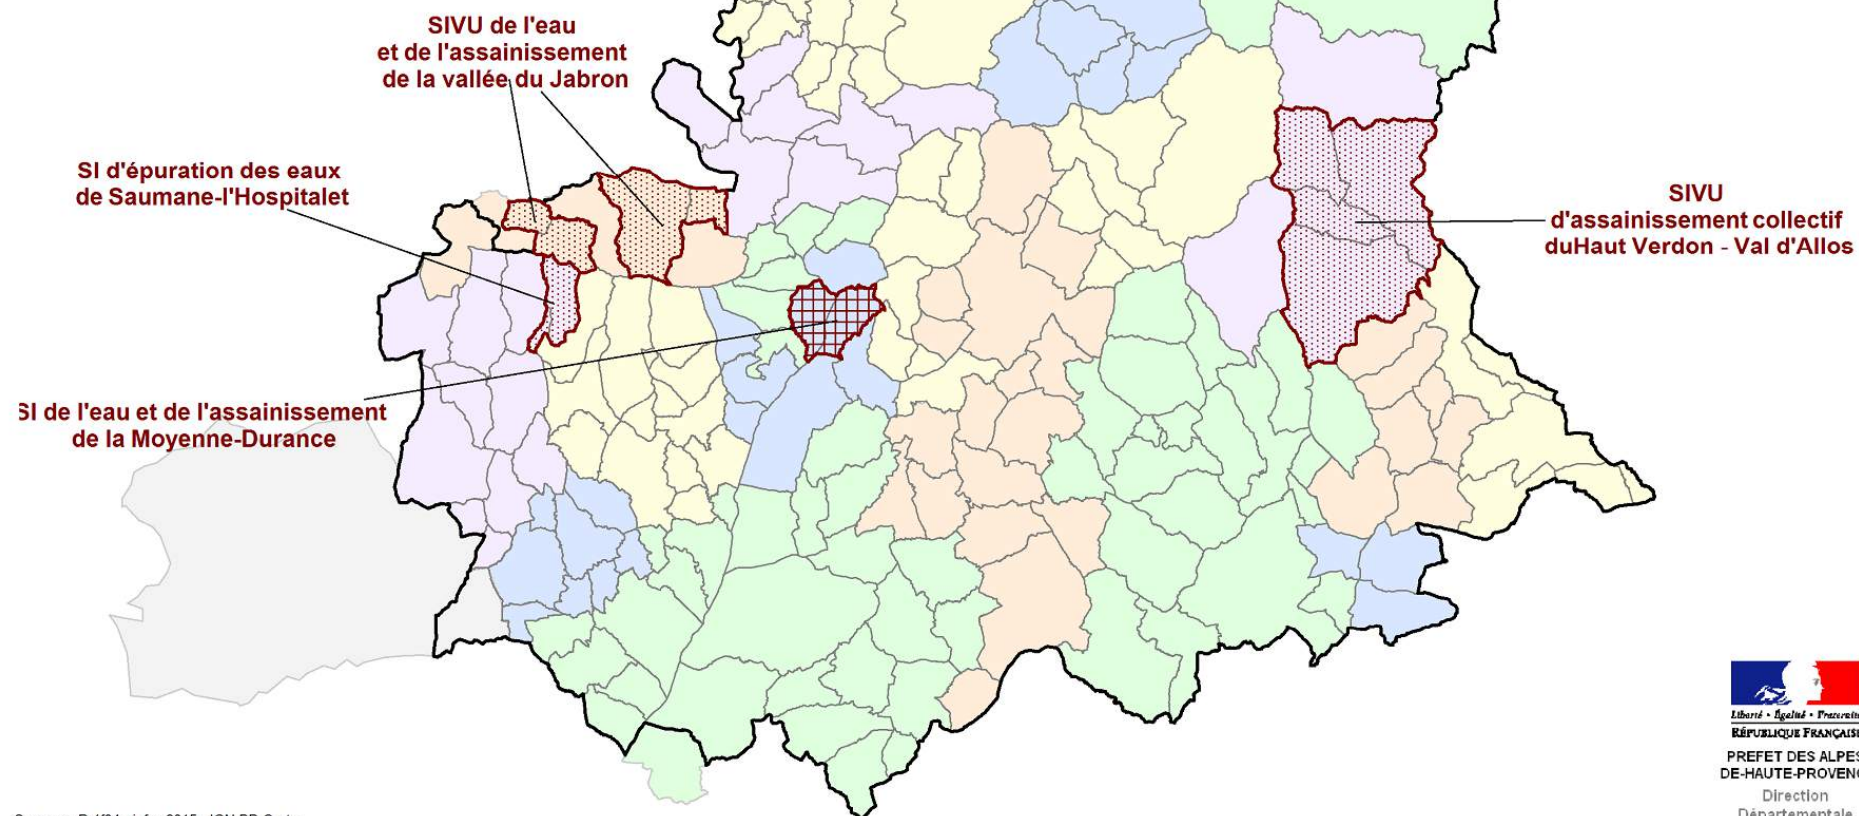 SIVU de l'eau
et de l'assainissement
de la vallée du Jabron
SI d'épuration des eaux
de Saumane-l'Hospitalet
SIVU
d'assainissement collectif
duHaut Verdon - Val d'Allos
SI de l'eau et de l'assainissement
de la Moyenne-Durance
Liberté • Égalité • Fraternité
RÉPUBLIQUE FRANÇAISE
PREFET DES ALPES
DE-HAUTE-PROVENC
Direction
Départementale